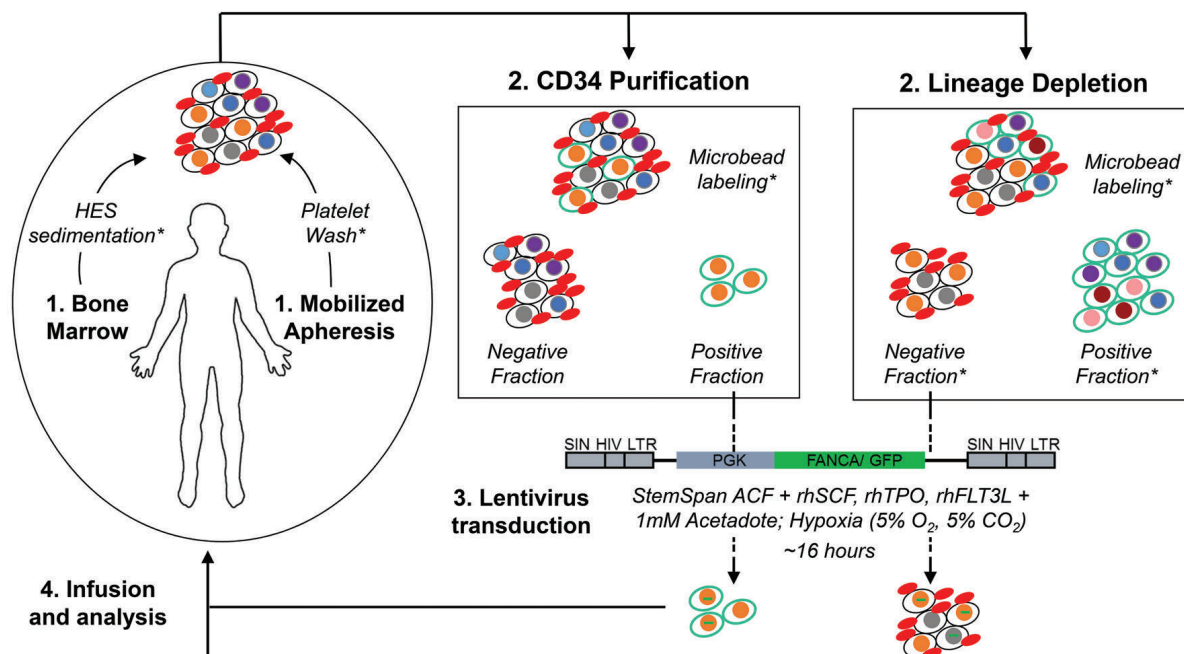 2. CD34 Purification
2. Lineage Depletion
HES
sedimentation*
Platelet
Wash*
1. Bone
Marrow
1. Mobilized
Apheresis
Microbead
labeling*
Negative
Fraction
Positive
Fraction
Microbead
labeling*
Negative
Fraction*
Positive
Fraction*
SIN HIV LTR
PGK
FANCA/ GFP
SIN HIV LTR
3. Lentivirus
transduction
StemSpan ACF + rhSCF, rhTPO, rhFLT3L +
1mM Acetadote; Hypoxia (5% O₂, 5% CO₂)
~16 hours
4. Infusion
and analysis